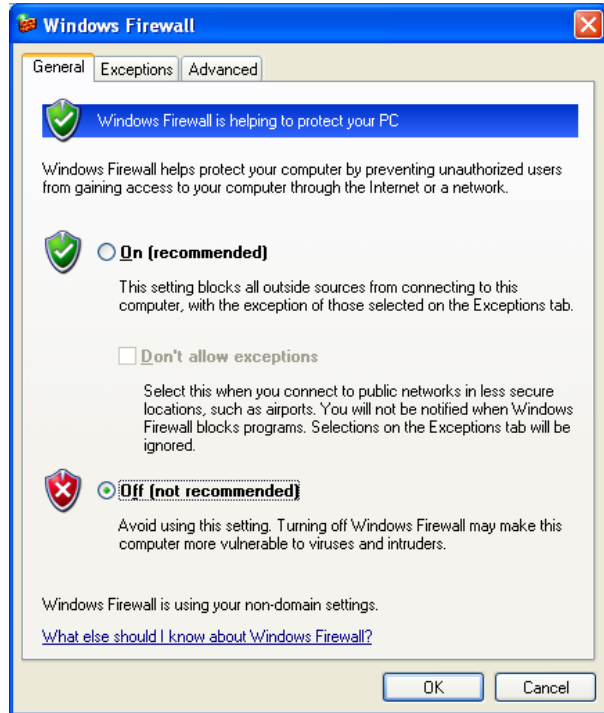 Windows Firewall
General Exceptions Advanced
Windows Firewall is helping to protect your PC
Windows Firewall helps protect your computer by preventing unauthorized users
from gaining access to your computer through the Internet or a network.
On (recommended)
This setting blocks all outside sources from connecting to this
computer, with the exception of those selected on the Exceptions tab.
Don't allow exceptions
Select this when you connect to public networks in less secure
locations, such as airports. You will not be notified when Windows
Firewall blocks programs. Selections on the Exceptions tab will be
ignored.
Off (not recommended)
Avoid using this setting. Turning off Windows Firewall may make this
computer more vulnerable to viruses and intruders.
Windows Firewall is using your non-domain settings.
What else should I know about Windows Firewall?
OK Cancel